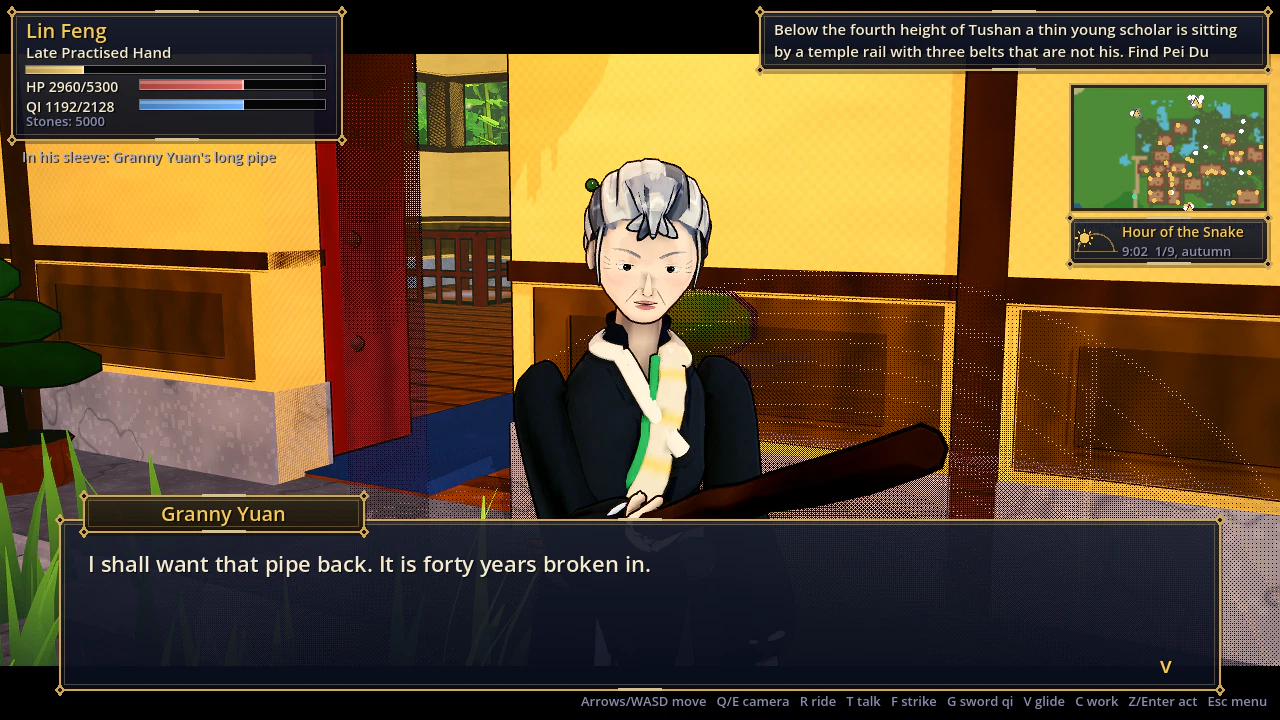 Lin Feng
Late Practised Hand
HP 2960/5300
QI 1192/2128
Stones: 5000
In his sleeve: Granny Yuan's long pipe
Below the fourth height of Tushan a thin young scholar is sitting
by a temple rail with three belts that are not his. Find Pei Du
Hour of the Snake
9:02 1/9, autumn
Granny Yuan
I shall want that pipe back. It is forty years broken in.
V
Arrows/WASD move Q/E camera R ride T talk F strike G sword qi V glide C work Z/Enter act Esc menu